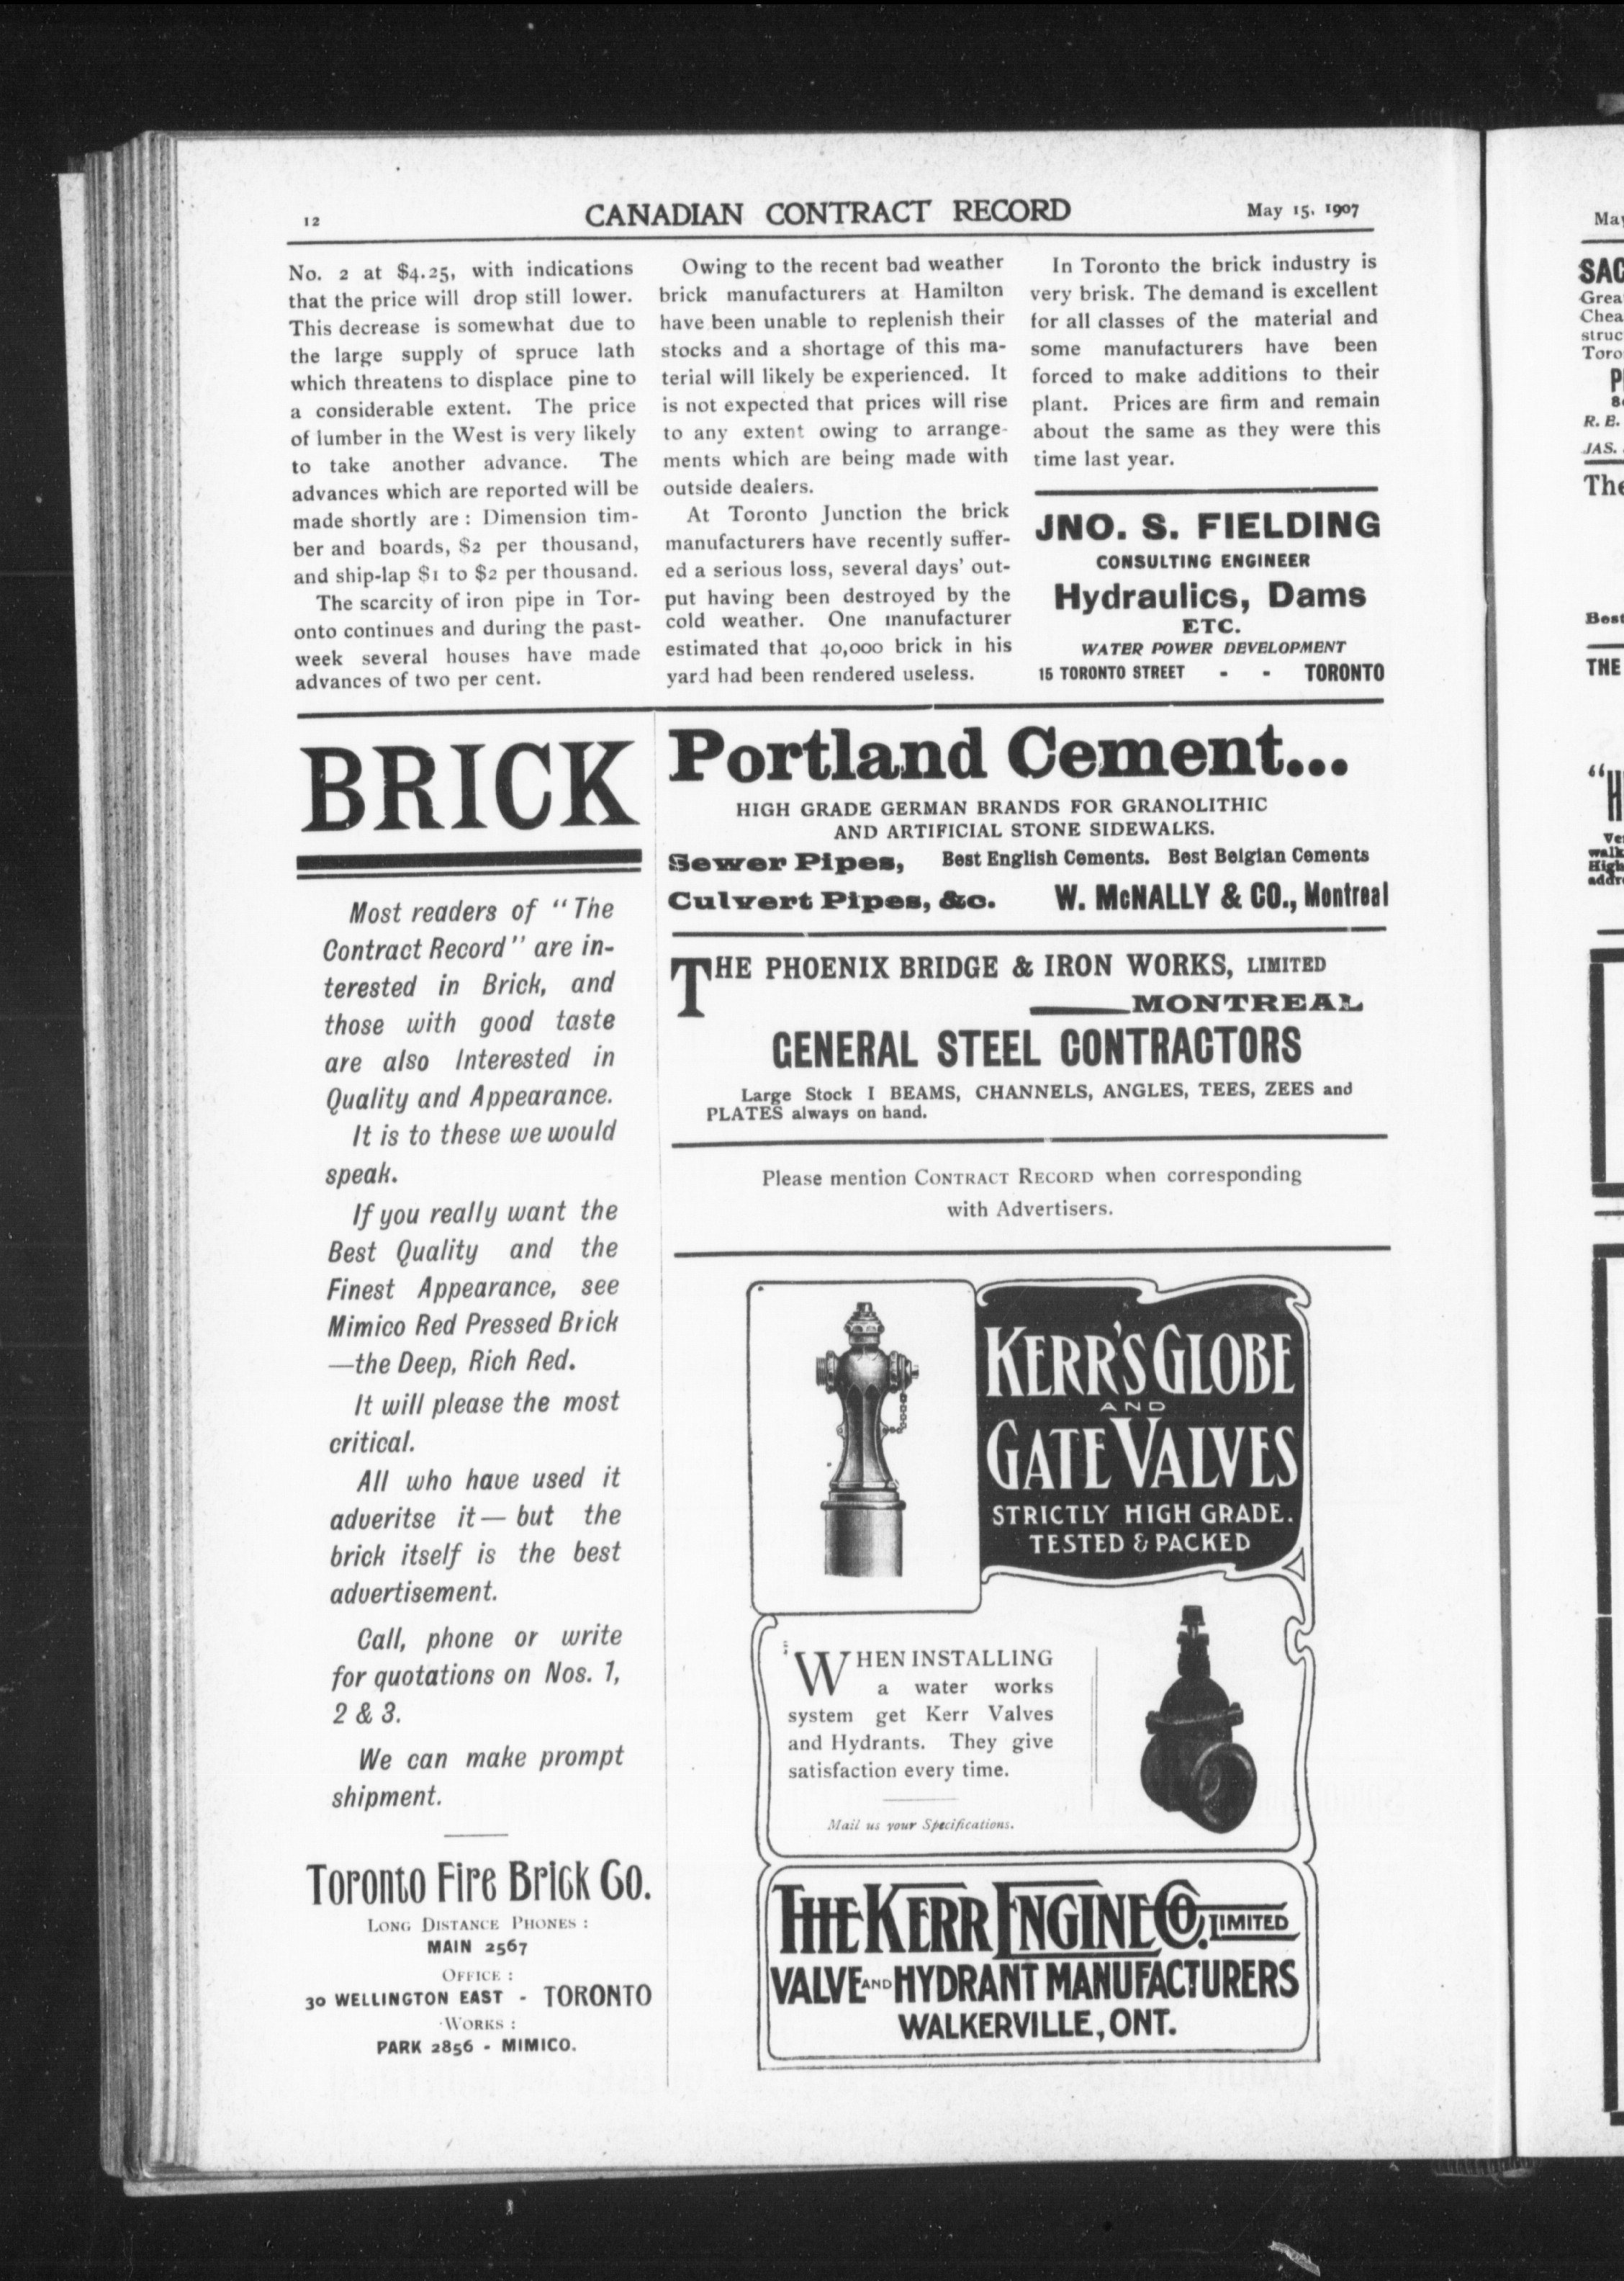 12
CANADIAN CONTRACT RECORD
May 15, 1907
No. 2 at $4.25, with indications
that the price will drop still lower.
This decrease is somewhat due to
the large supply of spruce lath
which threatens to displace pine to
a considerable extent. The price
of lumber in the West is very likely
to take another advance. The
advances which are reported will be
made shortly are : Dimension tim-
ber and boards, $2 per thousand,
and ship-lap $1 to $2 per thousand.
The scarcity of iron pipe in Tor-
onto continues and during the past-
week several houses have made
advances of two per cent.
Owing to the recent bad weather
brick manufacturers at Hamilton
have been unable to replenish their
stocks and a shortage of this ma-
terial will likely be experienced. It
is not expected that prices will rise
to any extent owing to arrange-
ments which are being made with
outside dealers.
At Toronto Junction the brick
manufacturers have recently suffer-
ed a serious loss, several days' out-
put having been destroyed by the
cold weather. One manufacturer
estimated that 40,000 brick in his
yard had been rendered useless.
In Toronto the brick industry is
very brisk. The demand is excellent
for all classes of the material and
some manufacturers have been
forced to make additions to their
plant. Prices are firm and remain
about the same as they were this
time last year.
JNO. S. FIELDING
CONSULTING ENGINEER
Hydraulics, Dams
ETC.
WATER POWER DEVELOPMENT
15 TORONTO STREET - - TORONTO
BRICK
Most readers of "The
Contract Record" are in-
terested in Brick, and
those with good taste
are also Interested in
Quality and Appearance.
It is to these we would
speak.
If you really want the
Best Quality and the
Finest Appearance, see
Mimico Red Pressed Brick
—the Deep, Rich Red.
It will please the most
critical.
All who have used it
adveritse it — but the
brick itself is the best
advertisement.
Call, phone or write
for quotations on Nos. 1,
2 & 3.
We can make prompt
shipment.
Toronto Fire Brick Co.
LONG DISTANCE PHONES :
MAIN 2567
OFFICE :
30 WELLINGTON EAST - TORONTO
WORKS :
PARK 2856 - MIMICO.
Portland Cement...
HIGH GRADE GERMAN BRANDS FOR GRANOLITHIC
AND ARTIFICIAL STONE SIDEWALKS.
Sewer Pipes, Best English Cements. Best Belgian Cements
Culvert Pipes, &c. W. McNALLY & CO., Montreal
THE PHOENIX BRIDGE & IRON WORKS, LIMITED
MONTREAL
GENERAL STEEL CONTRACTORS
Large Stock I BEAMS, CHANNELS, ANGLES, TEES, ZEES and
PLATES always on hand.
Please mention CONTRACT RECORD when corresponding
with Advertisers.
KERR'S GLOBE
AND
GATE VALVES
STRICTLY HIGH GRADE.
TESTED & PACKED
WHEN INSTALLING
a water works
system get Kerr Valves
and Hydrants. They give
satisfaction every time.
Mail us your Specifications.
THE KERR ENGINE CO. LIMITED
VALVE AND HYDRANT MANUFACTURERS
WALKERVILLE, ONT.
May
SAC
Grea
Chea
struc
Toro
R. E.
JAS.
The
Best
THE
"H
walk
High
addr